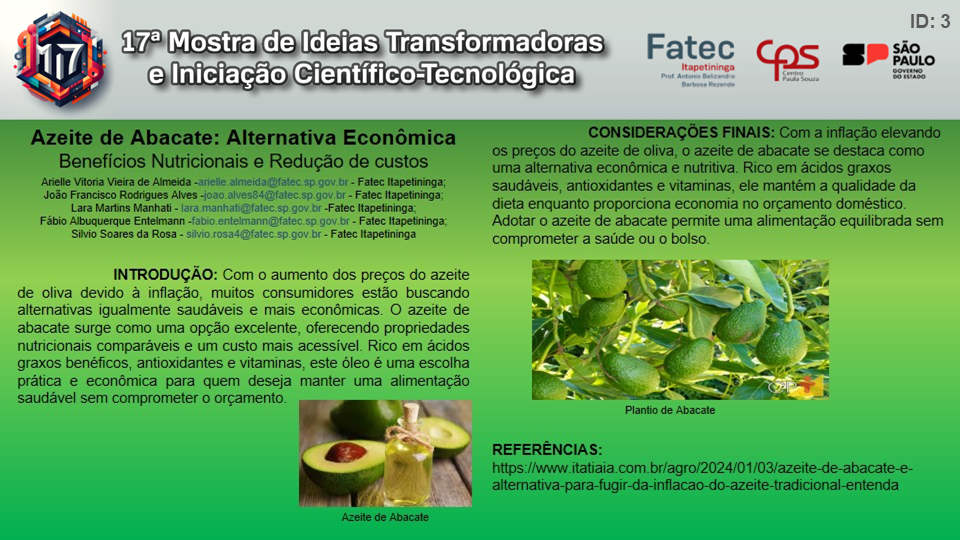 ID: 3
17
17ª Mostra de Ideias Transformadoras
e Iniciação Científico-Tecnológica
Fatec
Itapetininga
Prof. Antonio Belizandro
Barbosa Rezende
CPS
Centro
Paula Souza
SP
SÃO PAULO
GOVERNO
DO ESTADO
Azeite de Abacate: Alternativa Econômica
Benefícios Nutricionais e Redução de custos
Arielle Vitoria Vieira de Almeida -arielle.almeida@fatec.sp.gov.br - Fatec Itapetininga;
João Francisco Rodrigues Alves -joao.alves84@fatec.sp.gov.br - Fatec Itapetininga;
Lara Martins Manhati - lara.manhati@fatec.sp.gov.br -Fatec Itapetininga;
Fábio Albuquerque Entelmann -fabio.entelmann@fatec.sp.gov.br - Fatec Itapetininga;
Silvio Soares da Rosa - silvio.rosa4@fatec.sp.gov.br - Fatec Itapetininga
INTRODUÇÃO: Com o aumento dos preços do azeite
de oliva devido à inflação, muitos consumidores estão buscando
alternativas igualmente saudáveis e mais econômicas. O azeite de
abacate surge como uma opção excelente, oferecendo propriedades
nutricionais comparáveis e um custo mais acessível. Rico em ácidos
graxos benéficos, antioxidantes e vitaminas, este óleo é uma escolha
prática e econômica para quem deseja manter uma alimentação
saudável sem comprometer o orçamento.
Azeite de Abacate
CONSIDERAÇÕES FINAIS: Com a inflação elevando
os preços do azeite de oliva, o azeite de abacate se destaca como
uma alternativa econômica e nutritiva. Rico em ácidos graxos
saudáveis, antioxidantes e vitaminas, ele mantém a qualidade da
dieta enquanto proporciona economia no orçamento doméstico.
Adotar o azeite de abacate permite uma alimentação equilibrada sem
comprometer a saúde ou o bolso.
Plantio de Abacate
REFERÊNCIAS:
https://www.itatiaia.com.br/agro/2024/01/03/azeite-de-abacate-e-
alternativa-para-fugir-da-inflacao-do-azeite-tradicional-entenda